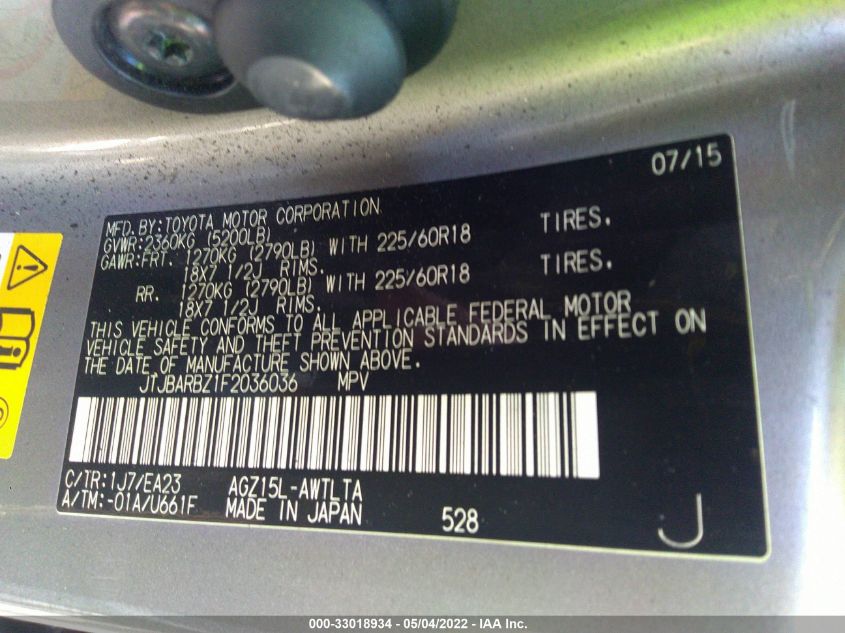 07/15
MFD. BY: TOYOTA MOTOR CORPORATION
GVWR: 2360KG (5200LB)
GAWR: FRT. 1270KG (2790LB) WITH 225/60R18 TIRES.
18X7 1/2J RIMS.
RR. 1270KG (2790LB) WITH 225/60R18 TIRES.
18X7 1/2J RIMS.
THIS VEHICLE CONFORMS TO ALL APPLICABLE FEDERAL MOTOR
VEHICLE SAFETY AND THEFT PREVENTION STANDARDS IN EFFECT ON
THE DATE OF MANUFACTURE SHOWN ABOVE.
JTJBARBZ1F2036036 MPV
C/TR: 1J7/EA23 AGZ15L-AWTLTA
A/TM: -01A/U661F MADE IN JAPAN 528 J
000-33018934 - 05/04/2022 - IAA Inc.